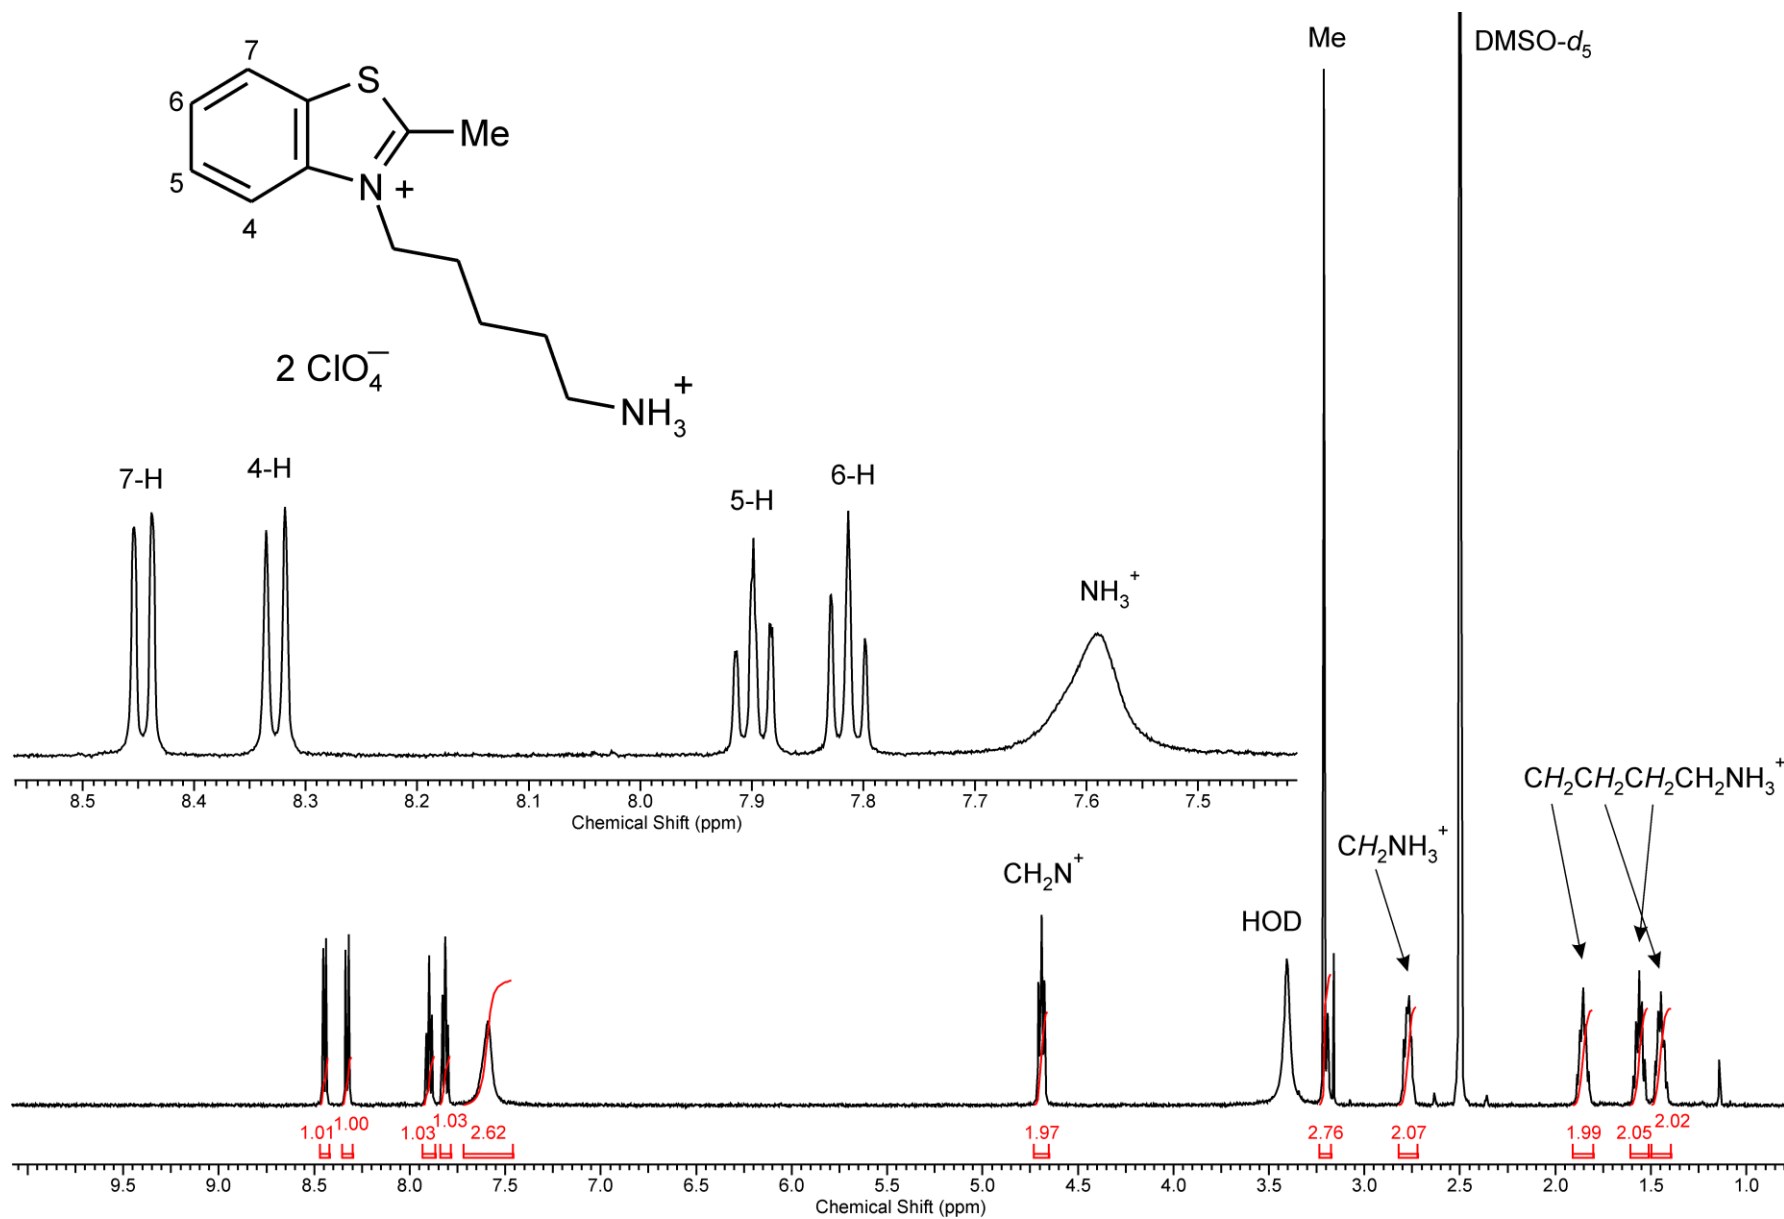 Me
DMSO-d5
7
S
6
Me
5
N +
4
2 ClO4−
NH3+
7-H
4-H
5-H
6-H
NH3+
8.5 8.4 8.3 8.2 8.1 8.0 7.9 7.8 7.7 7.6 7.5
Chemical Shift (ppm)
CH2CH2CH2CH2NH3+
CH2NH3+
CH2N+
HOD
1.01 1.00 1.03 1.03 2.62 1.97 2.76 2.07 1.99 2.05 2.02
9.5 9.0 8.5 8.0 7.5 7.0 6.5 6.0 5.5 5.0 4.5 4.0 3.5 3.0 2.5 2.0 1.5 1.0
Chemical Shift (ppm)